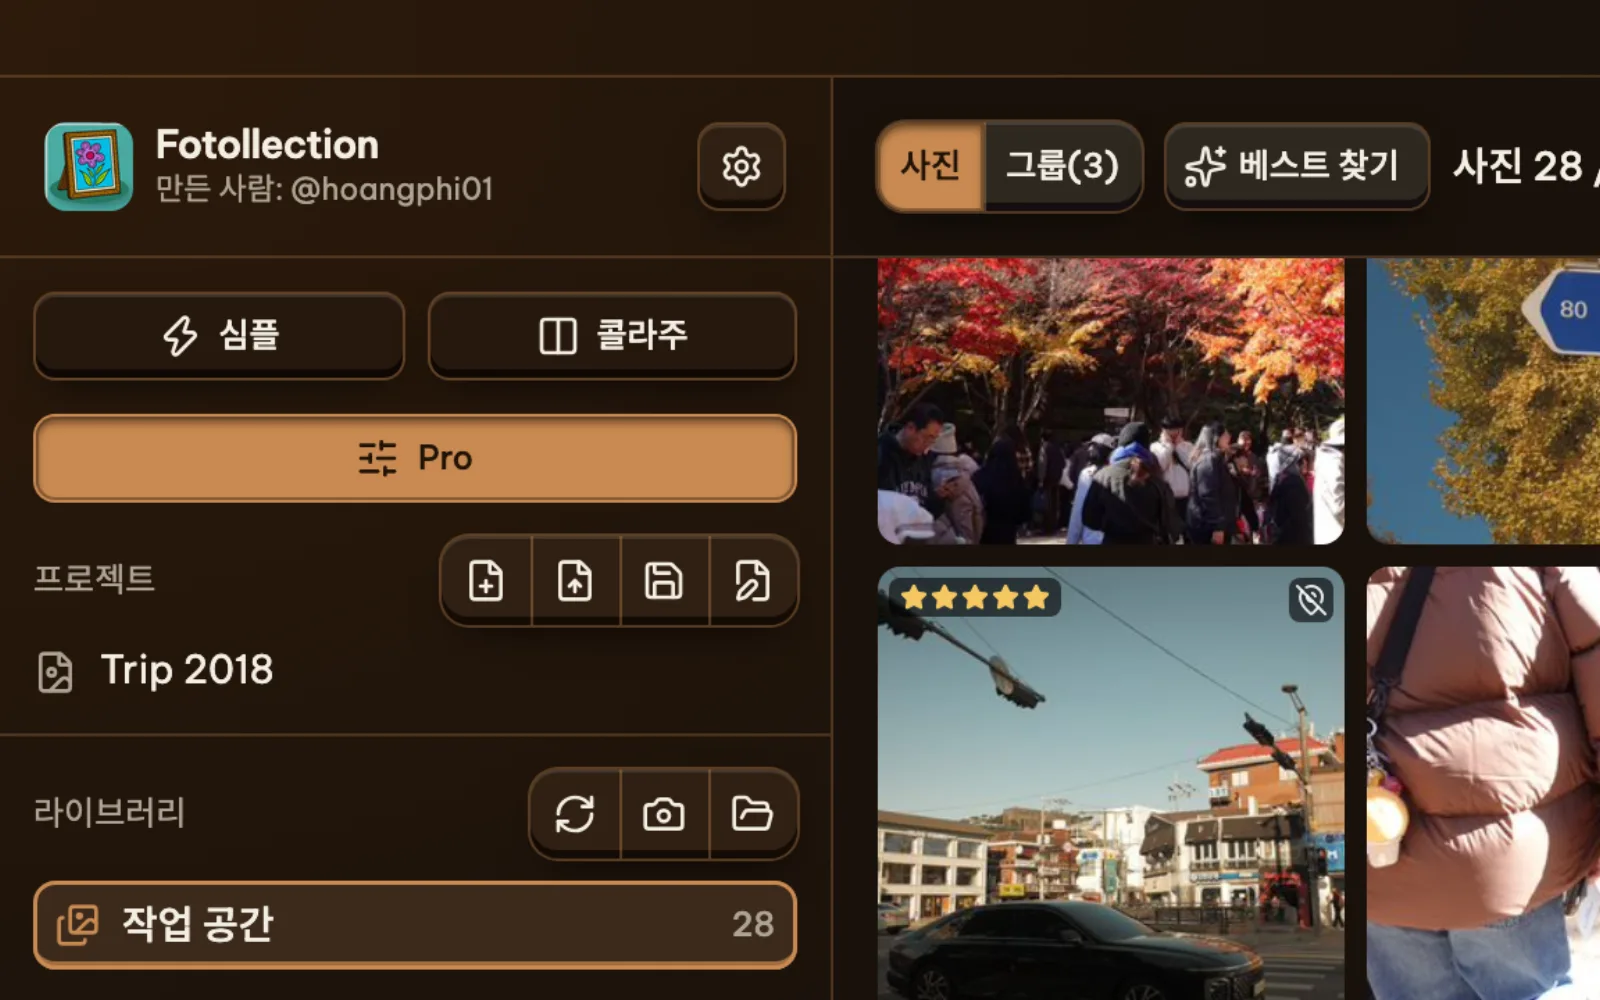 Fotollection
만든 사람: @hoangphi01
사진
그룹(3)
베스트 찾기
사진 28 /
심플
콜라주
Pro
프로젝트
Trip 2018
라이브러리
작업 공간
28
80